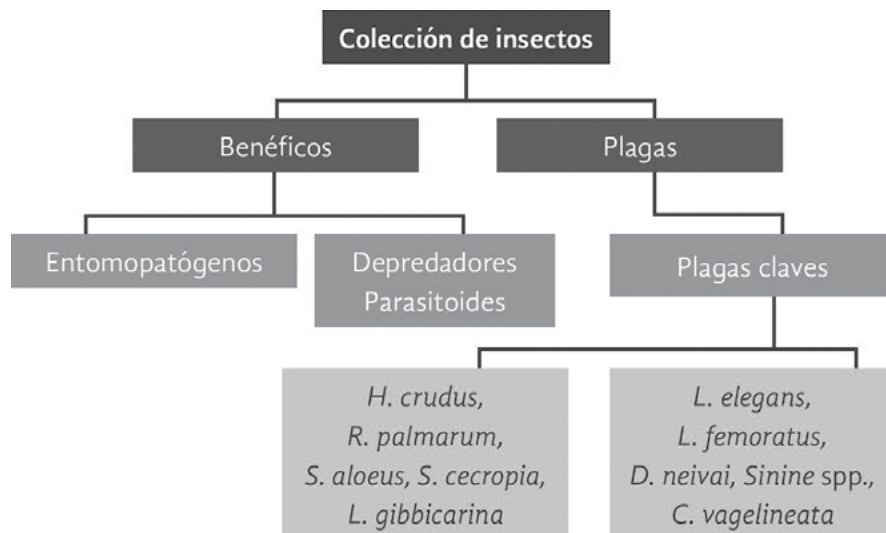 Colección de insectos
Benéficos
Plagas
Entomopatógenos
Depredadores
Parasitoides
Plagas claves
H. crudus,
R. palmarum,
S. aloeus, S. cecropia,
L. gibbicarina
L. elegans,
L. femoratus,
D. neivai, Sinine spp.,
C. vagelineata